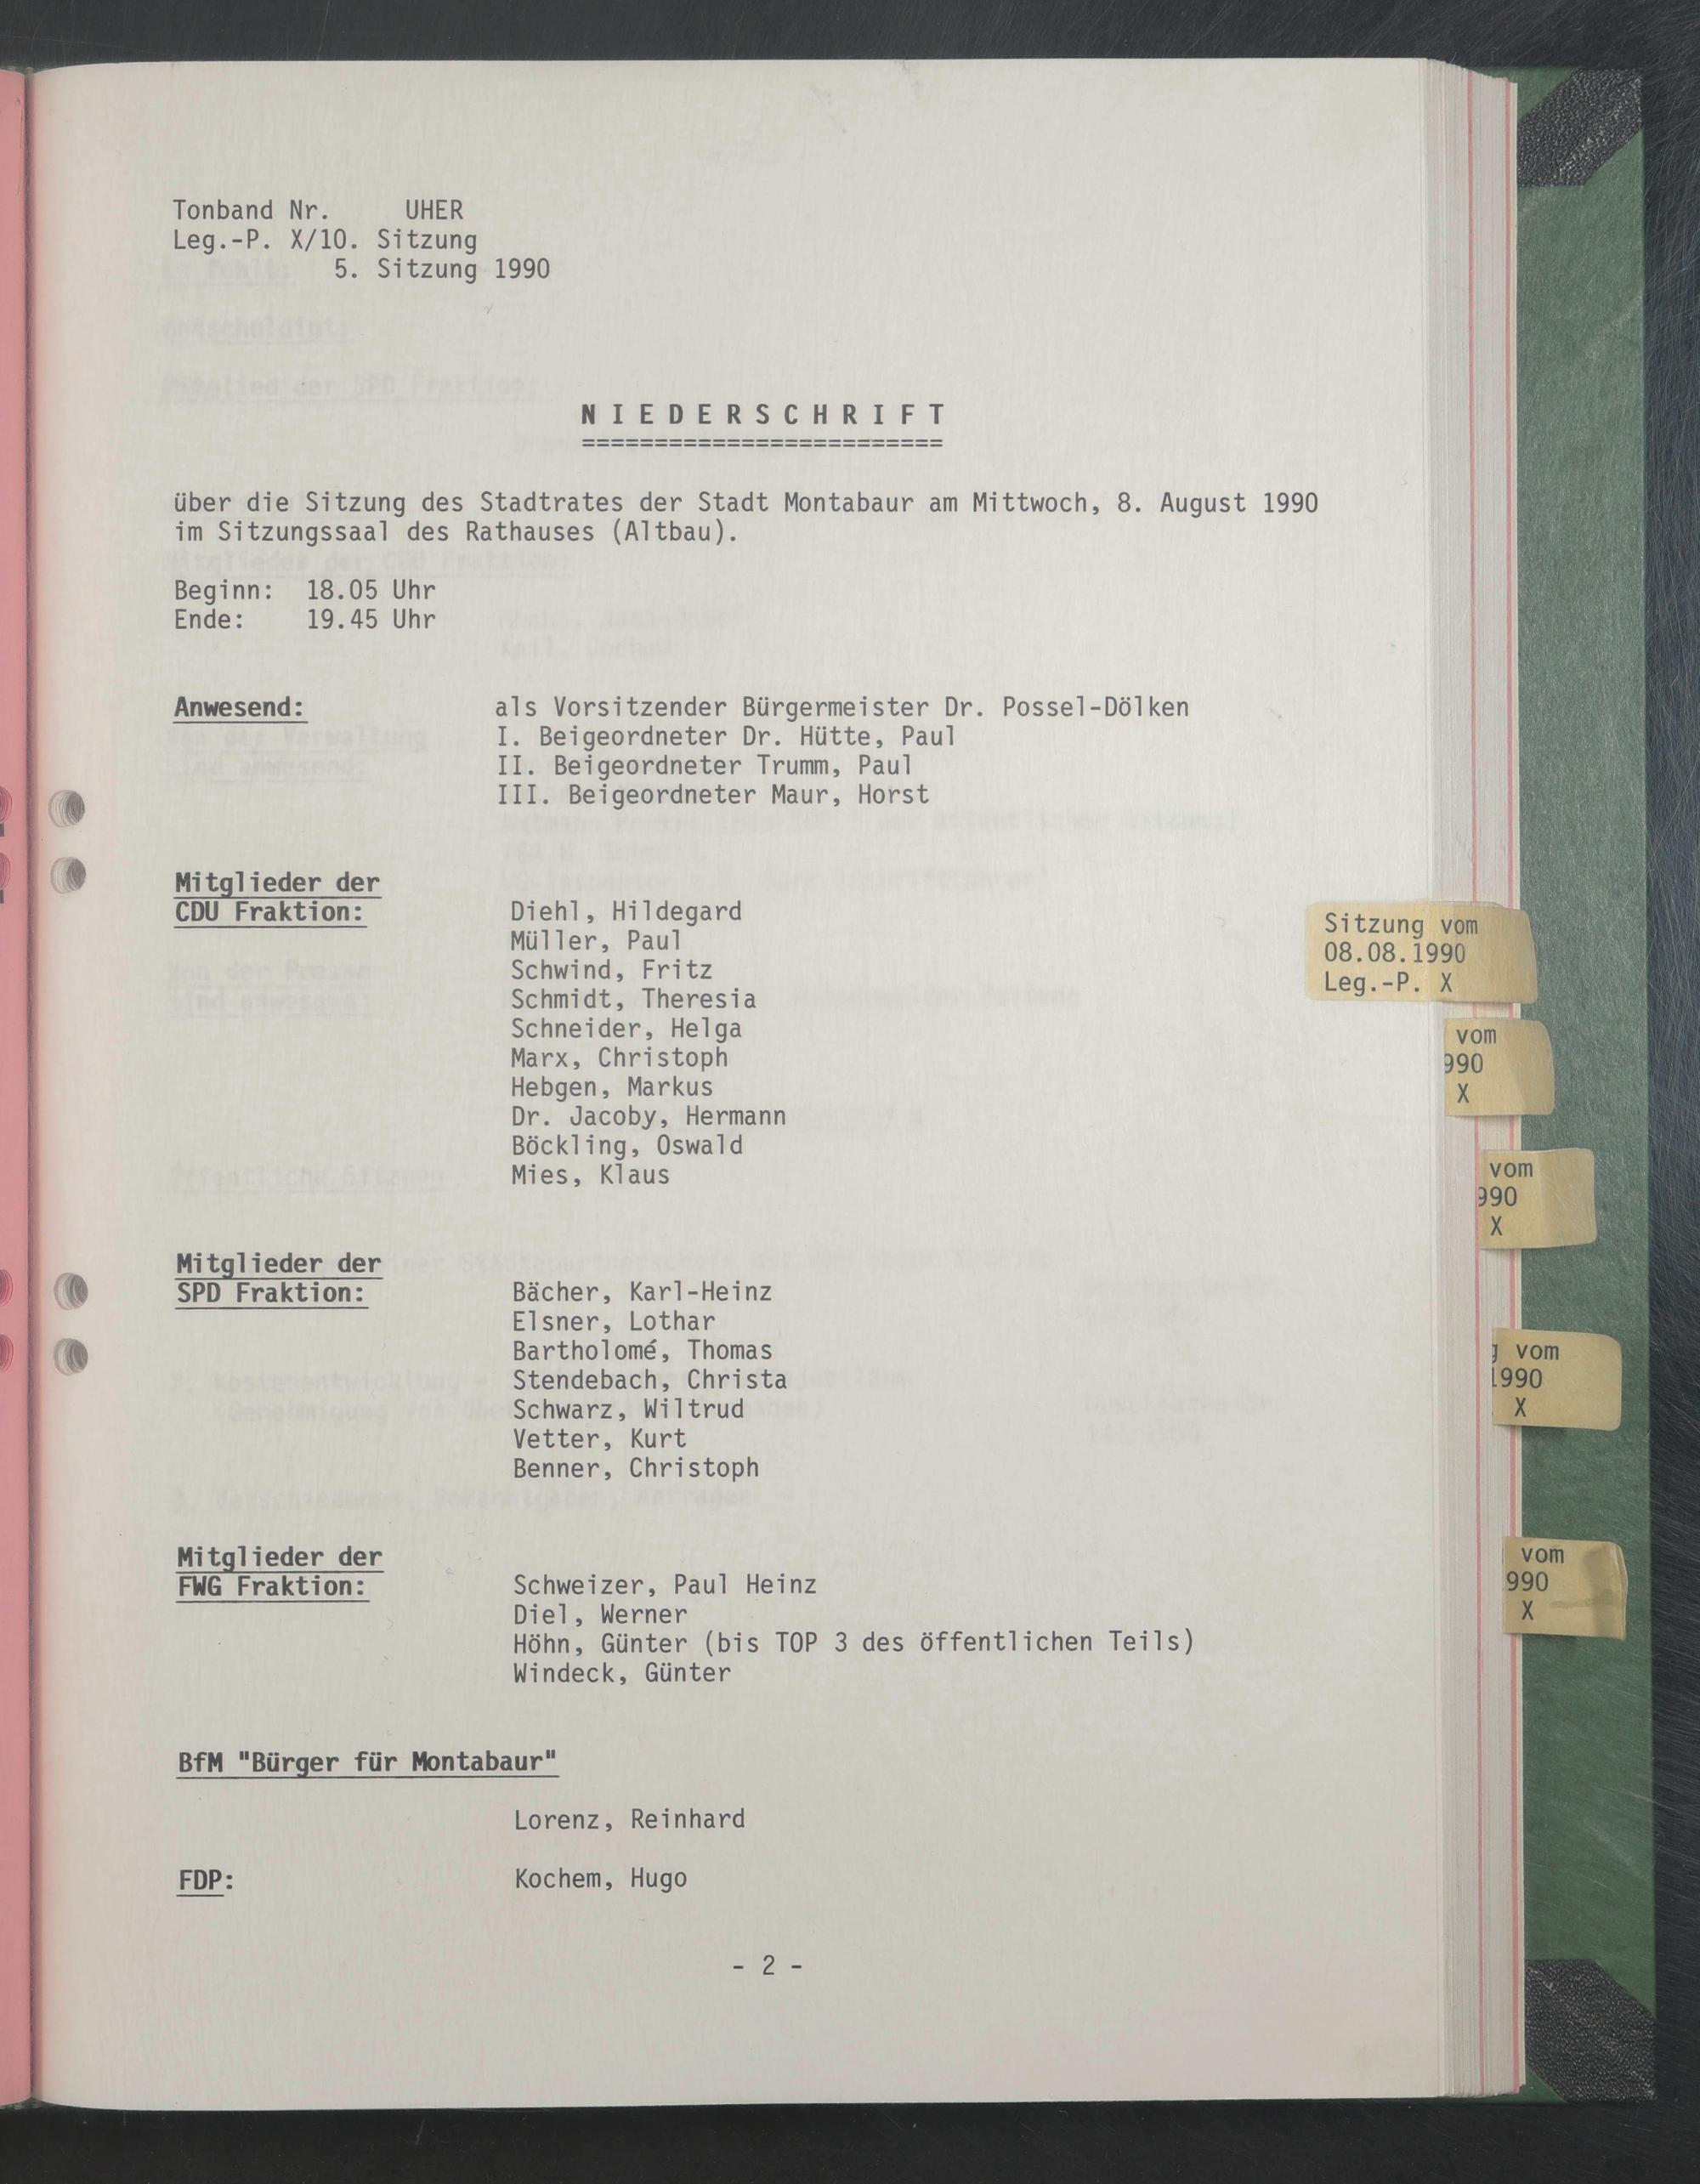 Tonband Nr. UHER
Leg.-P. X/10. Sitzung
5. Sitzung 1990
NIEDERSCHRIFT
=========================
über die Sitzung des Stadtrates der Stadt Montabaur am Mittwoch, 8. August 1990
im Sitzungssaal des Rathauses (Altbau).
Beginn: 18.05 Uhr
Ende: 19.45 Uhr
Anwesend: als Vorsitzender Bürgermeister Dr. Possel-Dölken
I. Beigeordneter Dr. Hütte, Paul
II. Beigeordneter Trumm, Paul
III. Beigeordneter Maur, Horst
Mitglieder der
CDU Fraktion: Diehl, Hildegard
Müller, Paul
Schwind, Fritz
Schmidt, Theresia
Schneider, Helga
Marx, Christoph
Hebgen, Markus
Dr. Jacoby, Hermann
Böckling, Oswald
Mies, Klaus
Mitglieder der
SPD Fraktion: Bächer, Karl-Heinz
Elsner, Lothar
Bartholomé, Thomas
Stendebach, Christa
Schwarz, Wiltrud
Vetter, Kurt
Benner, Christoph
Mitglieder der
FWG Fraktion: Schweizer, Paul Heinz
Diel, Werner
Höhn, Günter (bis TOP 3 des öffentlichen Teils)
Windeck, Günter
BfM "Bürger für Montabaur"
Lorenz, Reinhard
FDP: Kochem, Hugo
- 2 -
Sitzung vom
08.08.1990
Leg.-P. X
vom
990
X
vom
990
X
g vom
1990
X
vom
990
X